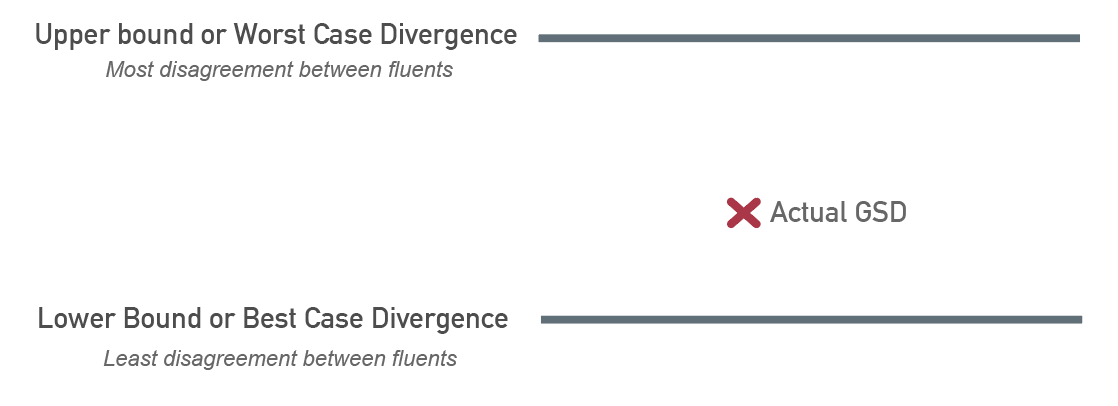 Upper bound or Worst Case Divergence
Most disagreement between fluents
Actual GSD
Lower Bound or Best Case Divergence
Least disagreement between fluents